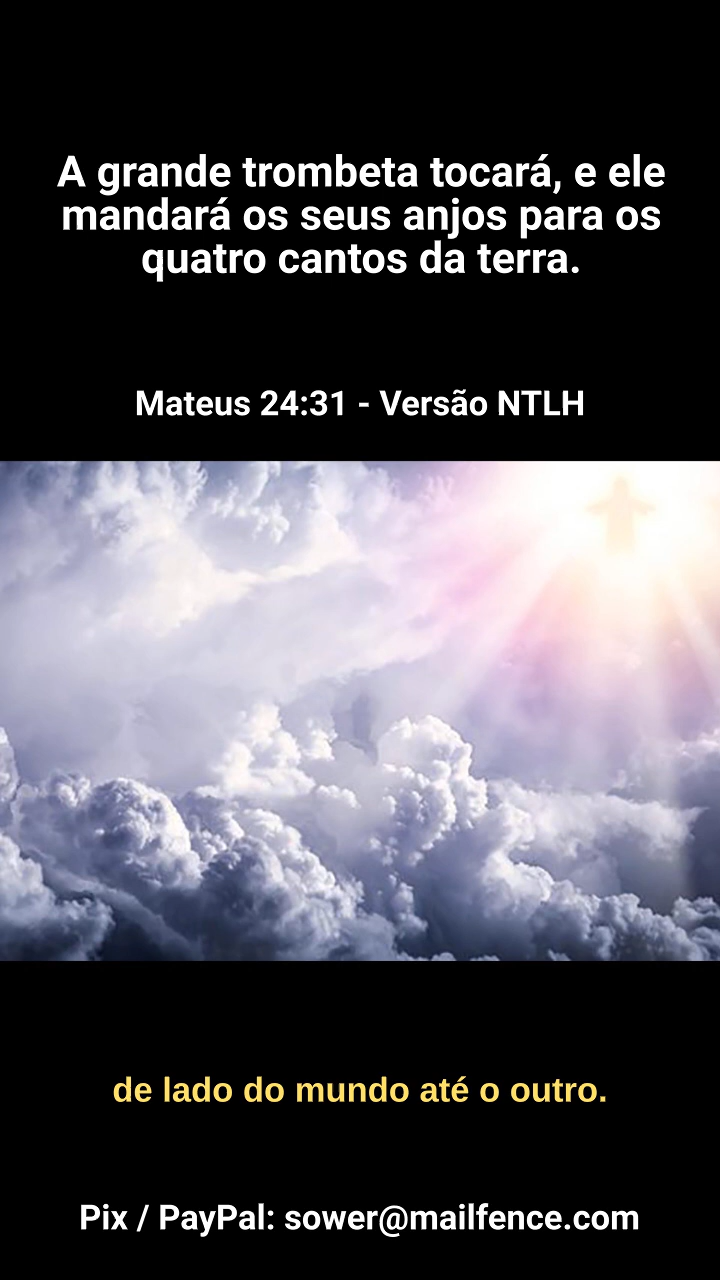 A grande trombeta tocará, e ele
mandará os seus anjos para os
quatro cantos da terra.
Mateus 24:31 - Versão NTLH
de lado do mundo até o outro.
Pix / PayPal: sower@mailfence.com